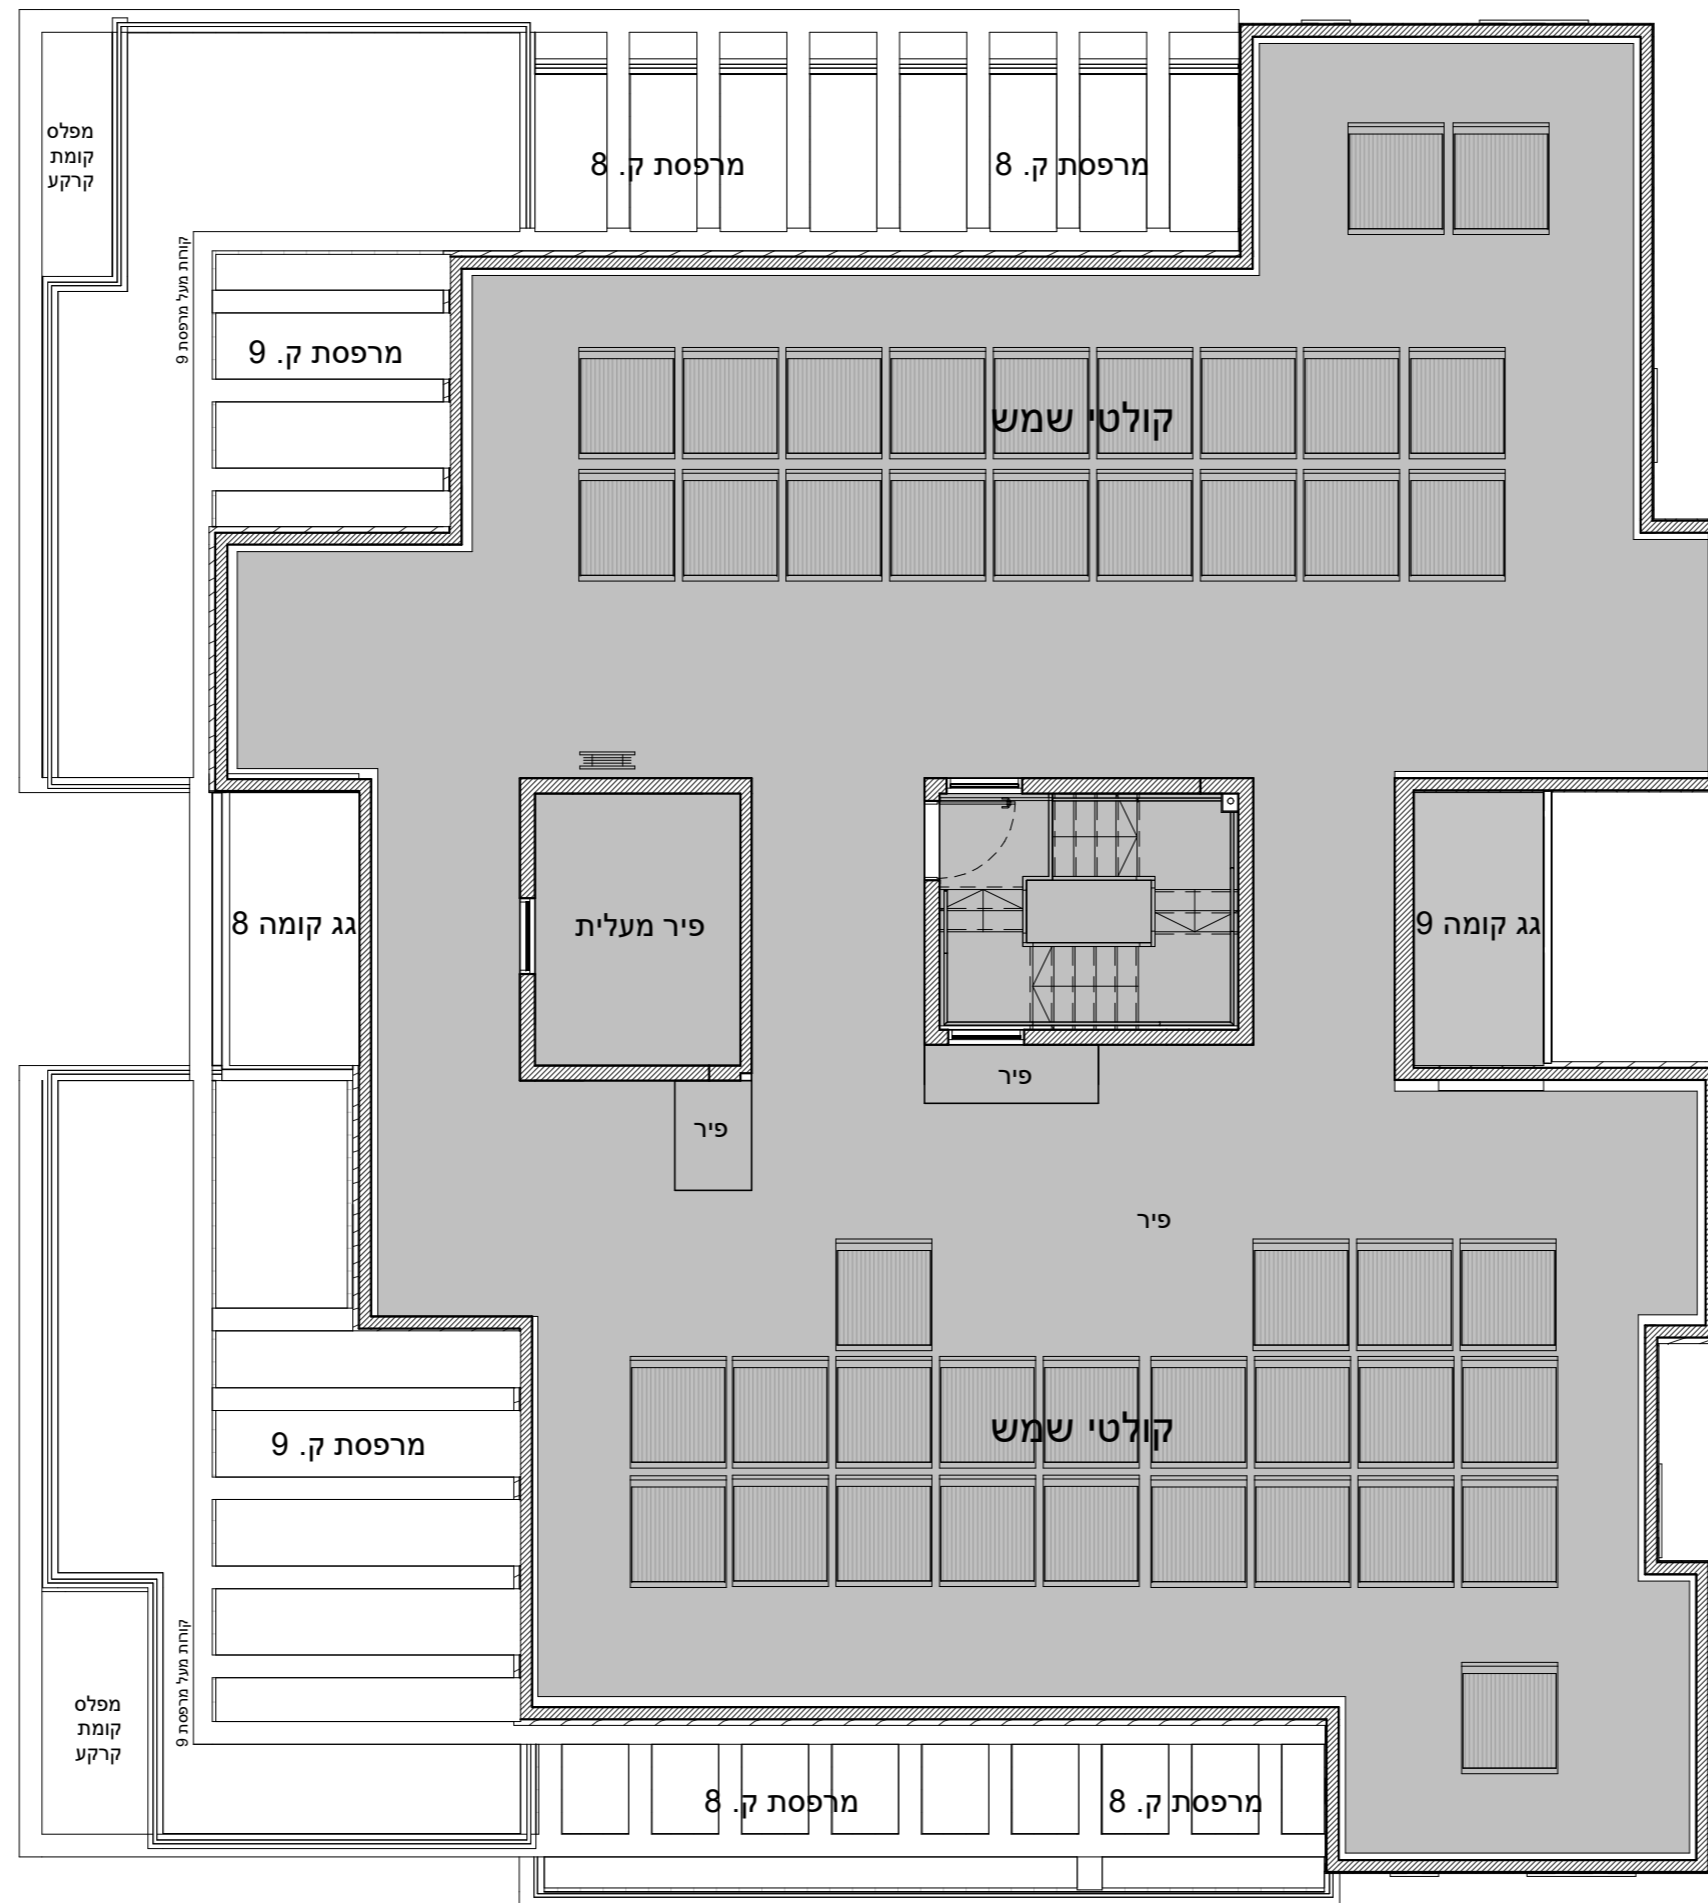 מפלס
קומת
קרקע
מרפסת ק. 8
מרפסת ק. 8
קורות מעל מרפסת 9
מרפסת ק. 9
קולטי שמש
גג קומה 8
פיר מעלית
גג קומה 9
פיר
פיר
פיר
קולטי שמש
מרפסת ק. 9
קורות מעל מרפסת 9
מפלס
קומת
קרקע
מרפסת ק. 8
מרפסת ק. 8